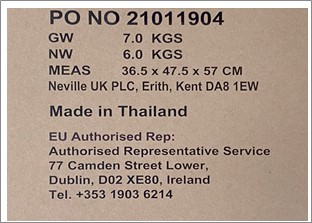 PO NO 21011904
GW 7.0 KGS
NW 6.0 KGS
MEAS 36.5 x 47.5 x 57 CM
Neville UK PLC, Erith, Kent DA8 1EW
Made in Thailand
EU Authorised Rep:
Authorised Representative Service
77 Camden Street Lower,
Dublin, D02 XE80, Ireland
Tel. +353 1903 6214